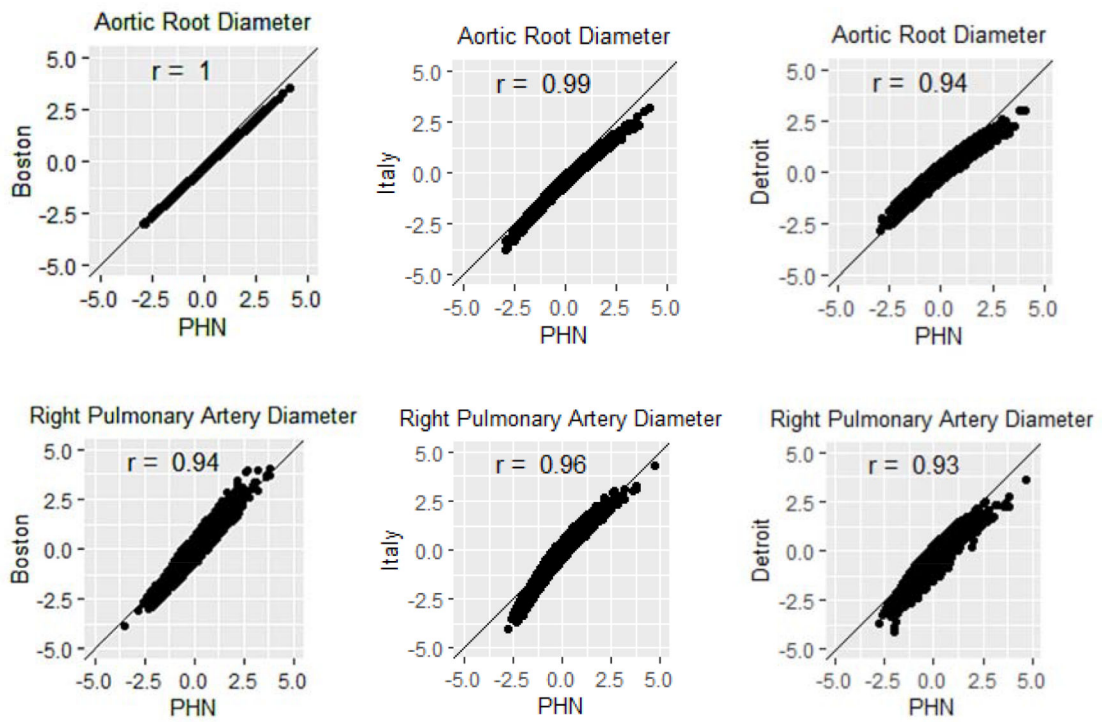 Aortic Root Diameter
r = 1
5.0
2.5
0.0
-2.5
-5.0
Boston
-5.0 -2.5 0.0 2.5 5.0
PHN
Aortic Root Diameter
r = 0.99
5.0
2.5
0.0
-2.5
-5.0
Italy
-5.0 -2.5 0.0 2.5 5.0
PHN
Aortic Root Diameter
r = 0.94
5.0
2.5
0.0
-2.5
-5.0
Detroit
-5.0 -2.5 0.0 2.5 5.0
PHN
Right Pulmonary Artery Diameter
r = 0.94
5.0
2.5
0.0
-2.5
-5.0
Boston
-5.0 -2.5 0.0 2.5 5.0
PHN
Right Pulmonary Artery Diameter
r = 0.96
5.0
2.5
0.0
-2.5
-5.0
Italy
-5.0 -2.5 0.0 2.5 5.0
PHN
Right Pulmonary Artery Diameter
r = 0.93
5.0
2.5
0.0
-2.5
-5.0
Detroit
-5.0 -2.5 0.0 2.5 5.0
PHN